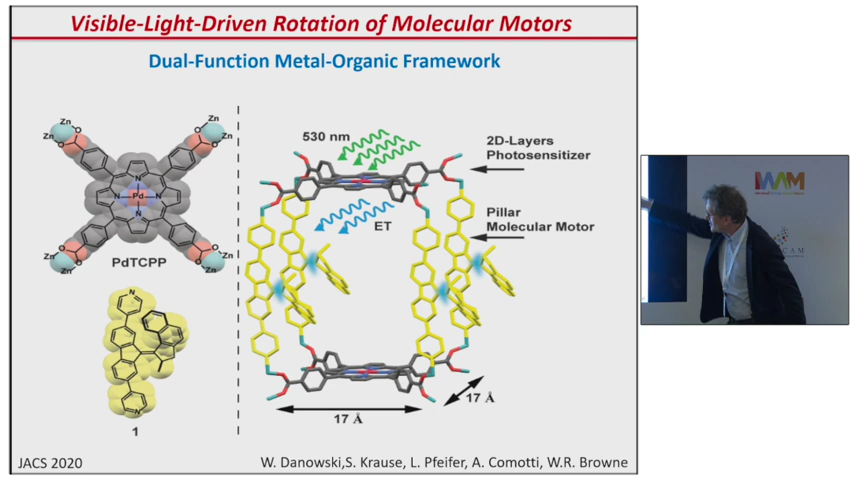 Visible-Light-Driven Rotation of Molecular Motors
Dual-Function Metal-Organic Framework
Zn
Zn
Zn
Zn
O
O
O
O
O
O
O
O
N
N
Pd
N
N
Zn
Zn
Zn
Zn
PdTCPP
N
N
1
530 nm
2D-Layers
Photosensitizer
ET
Pillar
Molecular Motor
17 Å
17 Å
JACS 2020
W. Danowski,S. Krause, L. Pfeifer, A. Comotti, W.R. Browne
IWAM
CAM